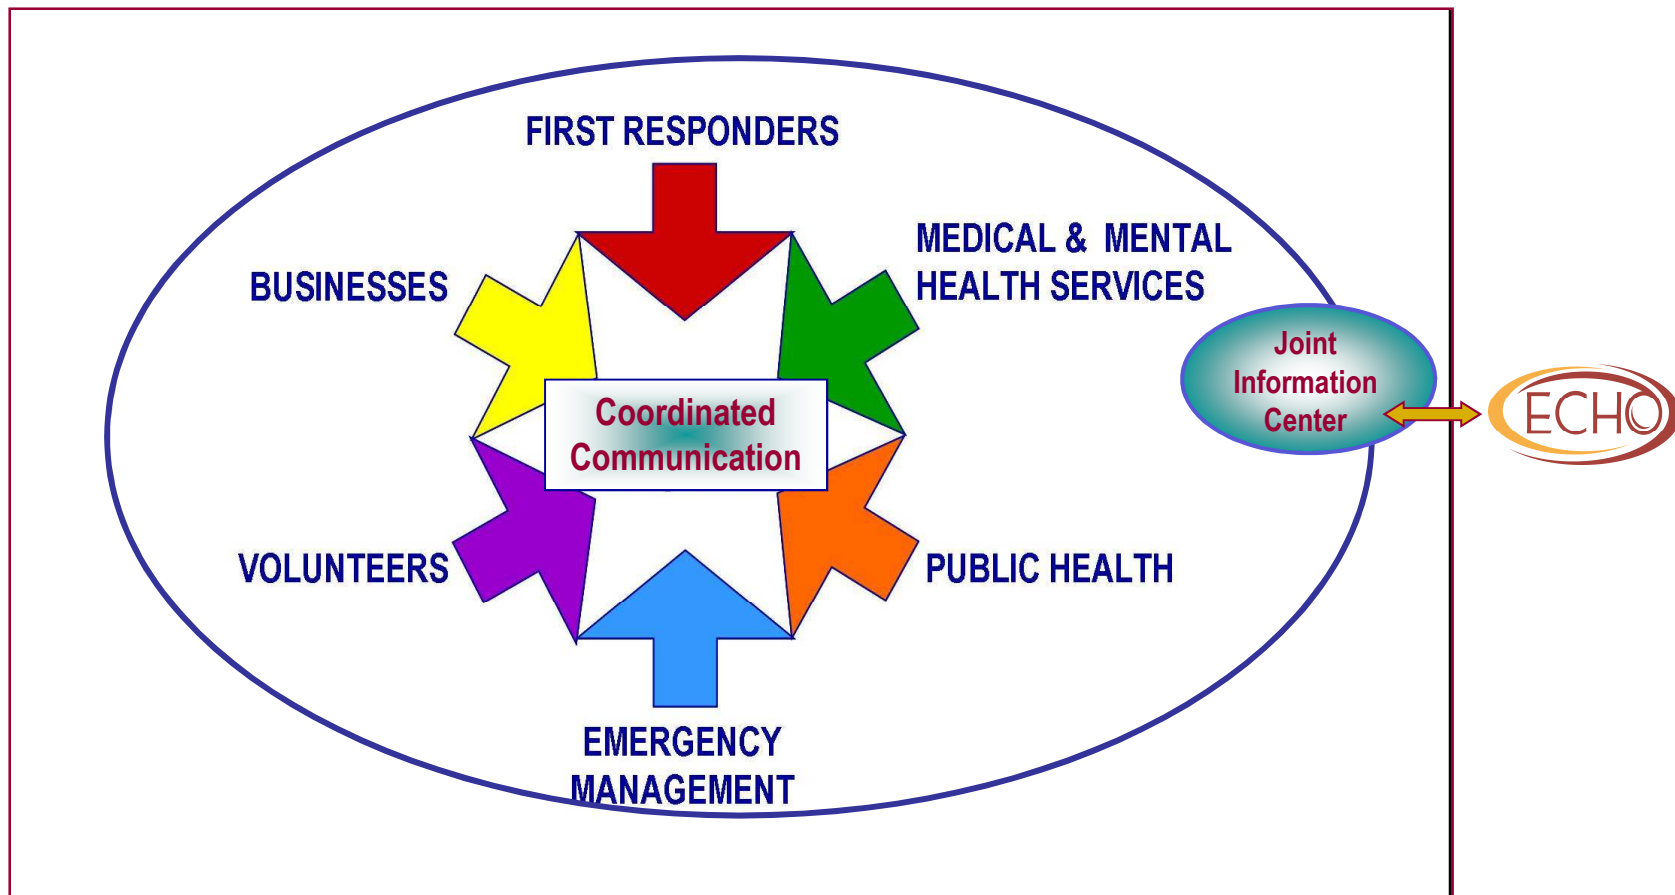 FIRST RESPONDERS
MEDICAL & MENTAL
HEALTH SERVICES
BUSINESSES
Joint
Information
Center
ECHO
Coordinated
Communication
VOLUNTEERS
PUBLIC HEALTH
EMERGENCY
MANAGEMENT